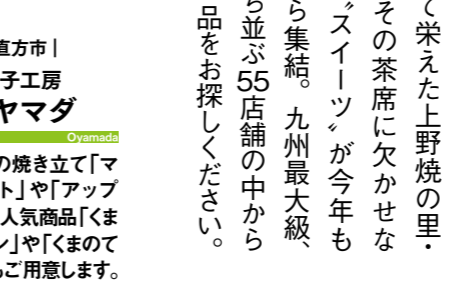 て栄えた上野焼の里・
その茶席に欠かせな
〝スイーツ〟が今年も
ら集結。九州最大級、
並ぶ55店舗の中から
品をお探しください。
直方市|
子工房
ヤマダ
Oyamada
の焼き立て「マ
ト」や「アップ
人気商品「くま
ン」や「くまのて
もご用意します。